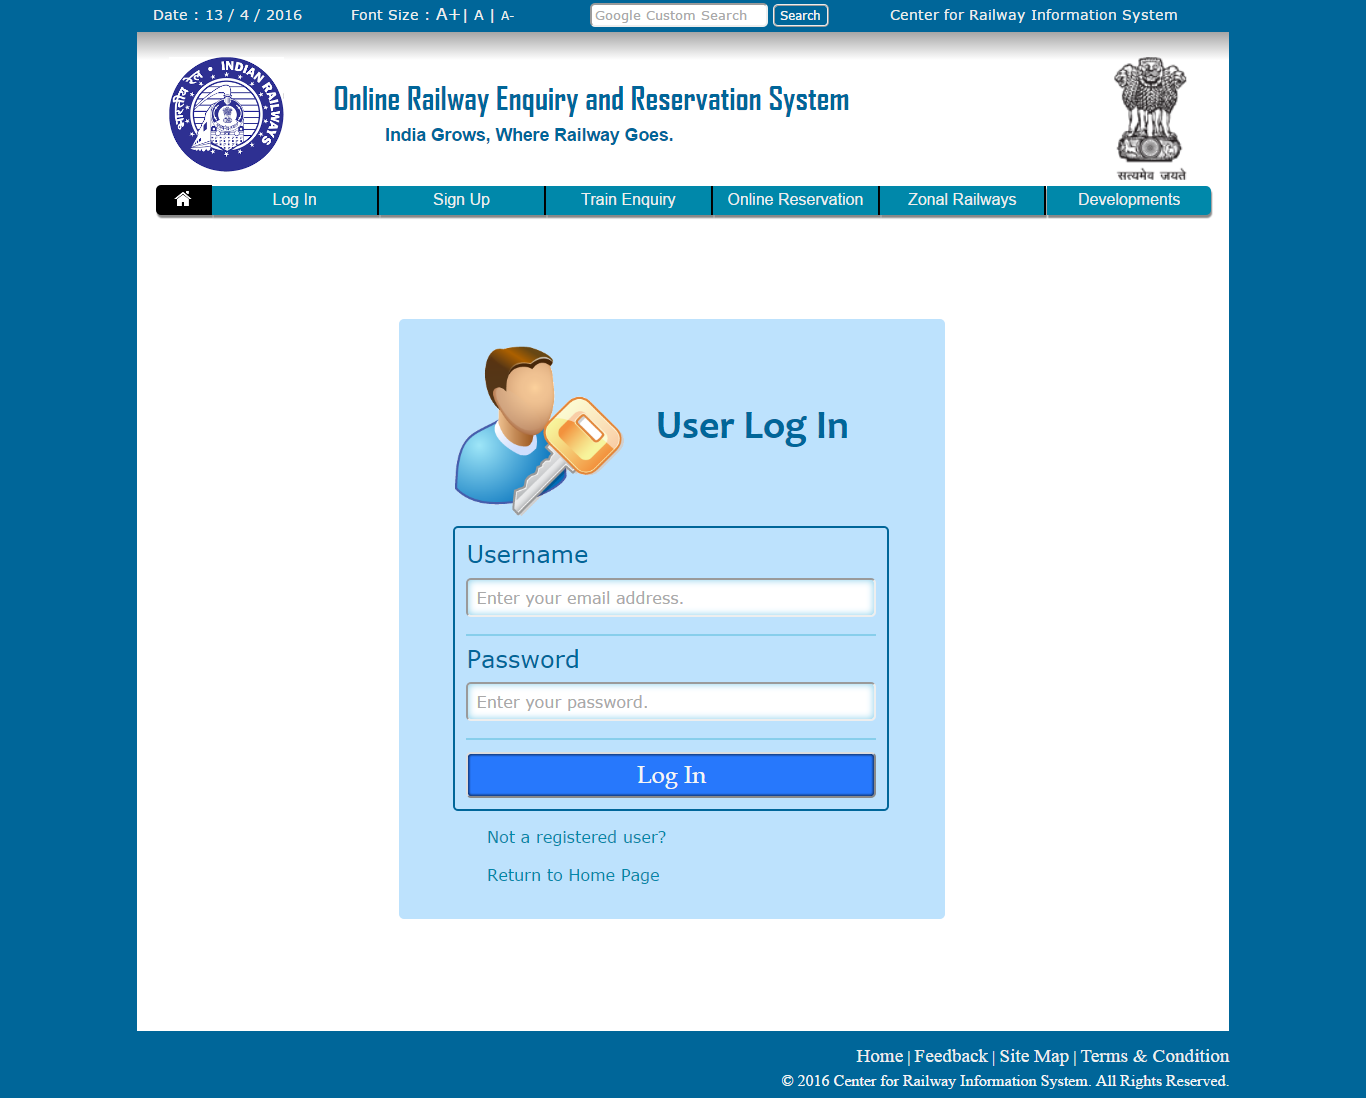 Date : 13 / 4 / 2016 Font Size : A+| A | A- Google Custom Search Search Center for Railway Information System
भारतीय रेल • INDIAN RAILWAYS
Online Railway Enquiry and Reservation System
India Grows, Where Railway Goes.
सत्यमेव जयते
Log In Sign Up Train Enquiry Online Reservation Zonal Railways Developments
User Log In
Username
Enter your email address.
Password
Enter your password.
Log In
Not a registered user?
Return to Home Page
Home | Feedback | Site Map | Terms & Condition
© 2016 Center for Railway Information System. All Rights Reserved.